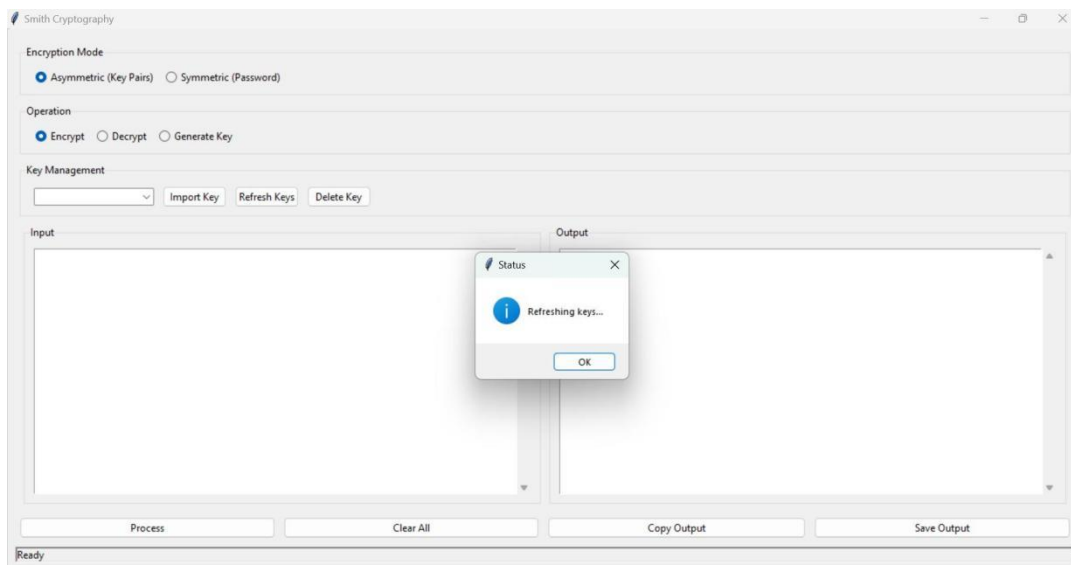 Smith Cryptography
Encryption Mode
Asymmetric (Key Pairs) Symmetric (Password)
Operation
Encrypt Decrypt Generate Key
Key Management
Import Key Refresh Keys Delete Key
Input Output
Status
Refreshing keys...
OK
Process Clear All Copy Output Save Output
Ready